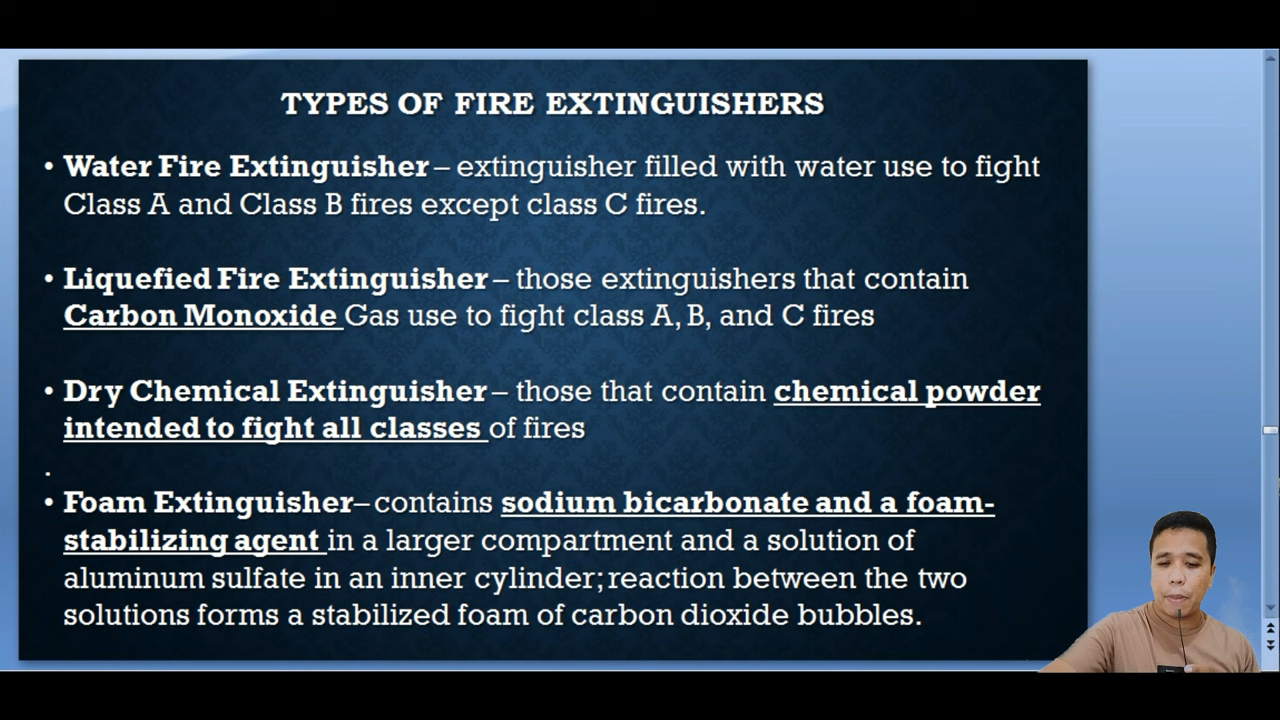 TYPES OF FIRE EXTINGUISHERS
• Water Fire Extinguisher – extinguisher filled with water use to fight
Class A and Class B fires except class C fires.
• Liquefied Fire Extinguisher – those extinguishers that contain
Carbon Monoxide Gas use to fight class A, B, and C fires
• Dry Chemical Extinguisher – those that contain chemical powder
intended to fight all classes of fires
.
• Foam Extinguisher– contains sodium bicarbonate and a foam-
stabilizing agent in a larger compartment and a solution of
aluminum sulfate in an inner cylinder; reaction between the two
solutions forms a stabilized foam of carbon dioxide bubbles.